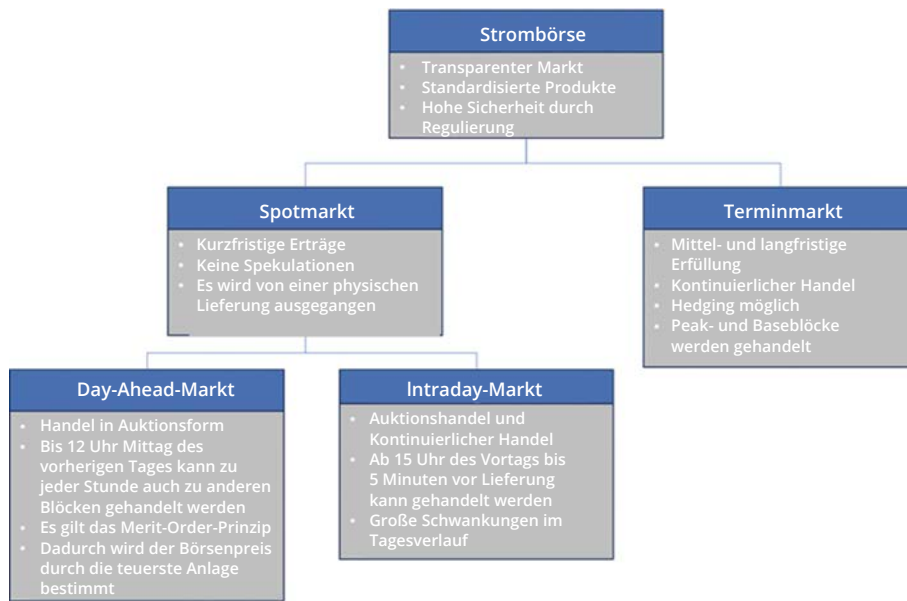 Strombörse
• Transparenter Markt
• Standardisierte Produkte
• Hohe Sicherheit durch
Regulierung
Spotmarkt
• Kurzfristige Erträge
• Keine Spekulationen
• Es wird von einer physischen
Lieferung ausgegangen
Terminmarkt
• Mittel- und langfristige
Erfüllung
• Kontinuierlicher Handel
• Hedging möglich
• Peak- und Baseblöcke
werden gehandelt
Day-Ahead-Markt
• Handel in Auktionsform
• Bis 12 Uhr Mittag des
vorherigen Tages kann zu
jeder Stunde auch zu anderen
Blöcken gehandelt werden
• Es gilt das Merit-Order-Prinzip
• Dadurch wird der Börsenpreis
durch die teuerste Anlage
bestimmt
Intraday-Markt
• Auktionshandel und
Kontinuierlicher Handel
• Ab 15 Uhr des Vortags bis
5 Minuten vor Lieferung
kann gehandelt werden
• Große Schwankungen im
Tagesverlauf